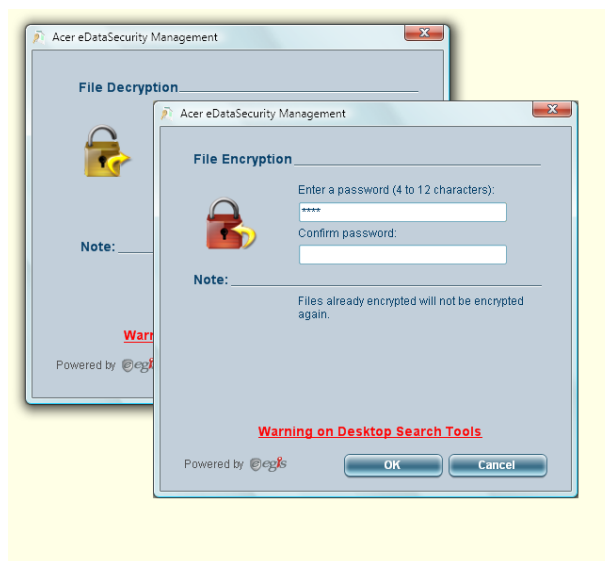 Acer eDataSecurity Management
File Decryption
Note:
Powered by egis
Acer eDataSecurity Management
File Encryption
Enter a password (4 to 12 characters):
****
Confirm password:
Note:
Files already encrypted will not be encrypted
again.
Warning on Desktop Search Tools
Powered by egis
OK
Cancel